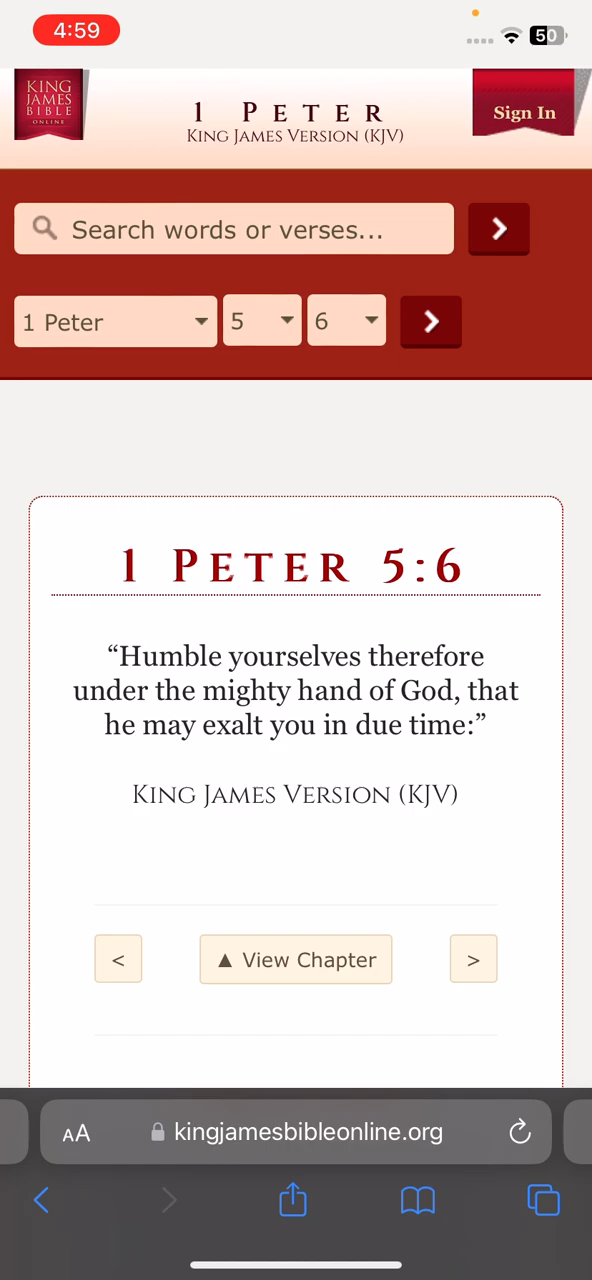 4:59
50
KING
JAMES
BIBLE
ONLINE
1 PETER
KING JAMES VERSION (KJV)
Sign In
Search words or verses...
1 Peter 5 6
1 PETER 5:6
“Humble yourselves therefore
under the mighty hand of God, that
he may exalt you in due time:”
KING JAMES VERSION (KJV)
< ▲ View Chapter >
AA kingjamesbibleonline.org